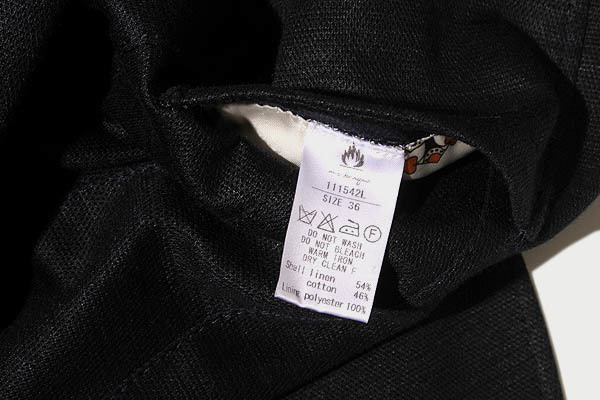 111542L
SIZE 36
F
DO NOT WASH
DO NOT BLEACH
WARM IRON
DRY CLEAN F
Shall linen 54%
cotton 46%
Lining polyester 100%